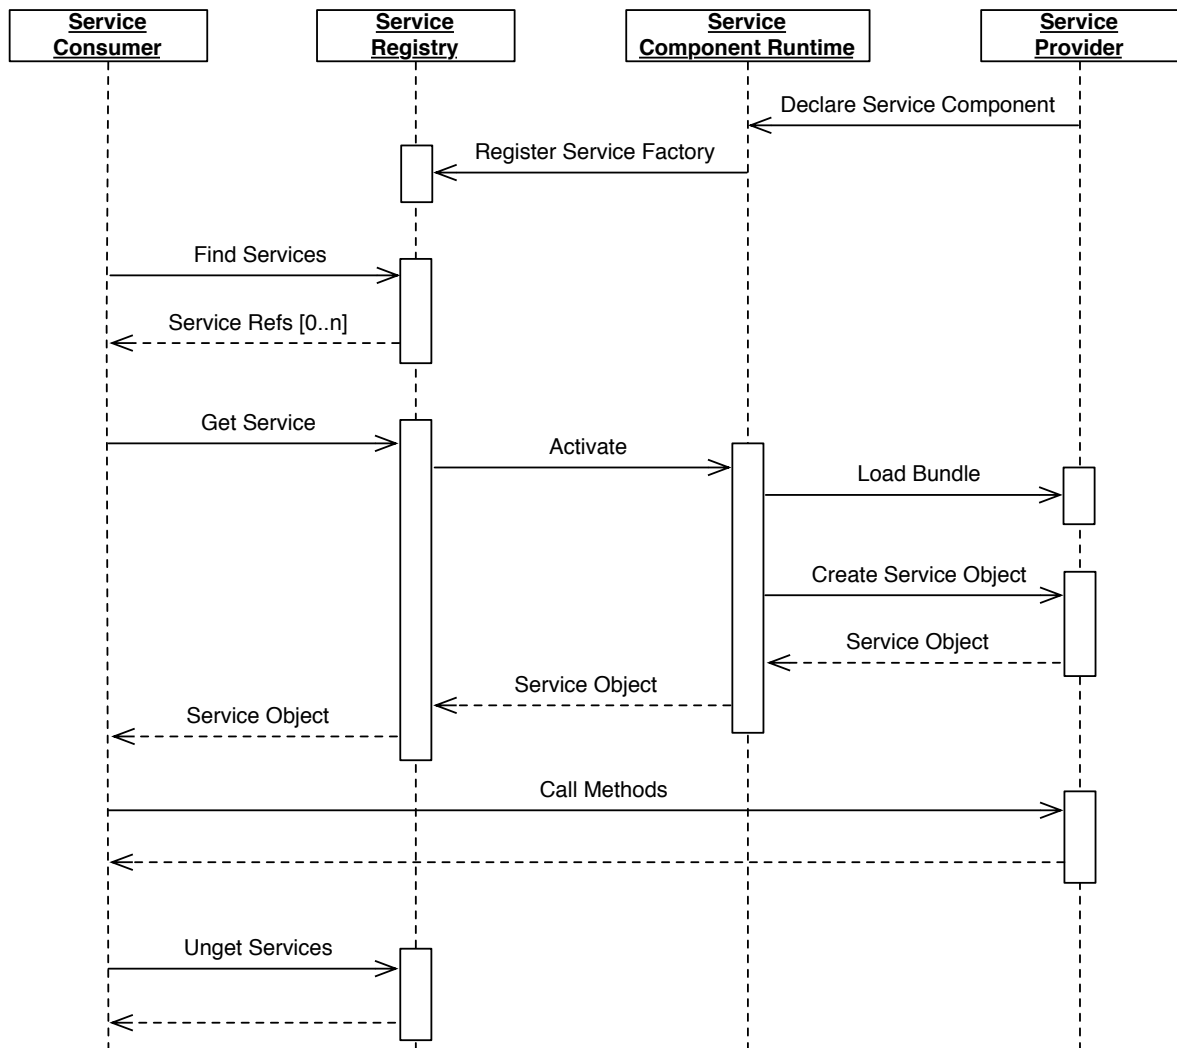 Service
Consumer
Service
Registry
Service
Component Runtime
Service
Provider
Declare Service Component
Register Service Factory
Find Services
Service Refs [0..n]
Get Service
Activate
Load Bundle
Create Service Object
Service Object
Service Object
Service Object
Call Methods
Unget Services